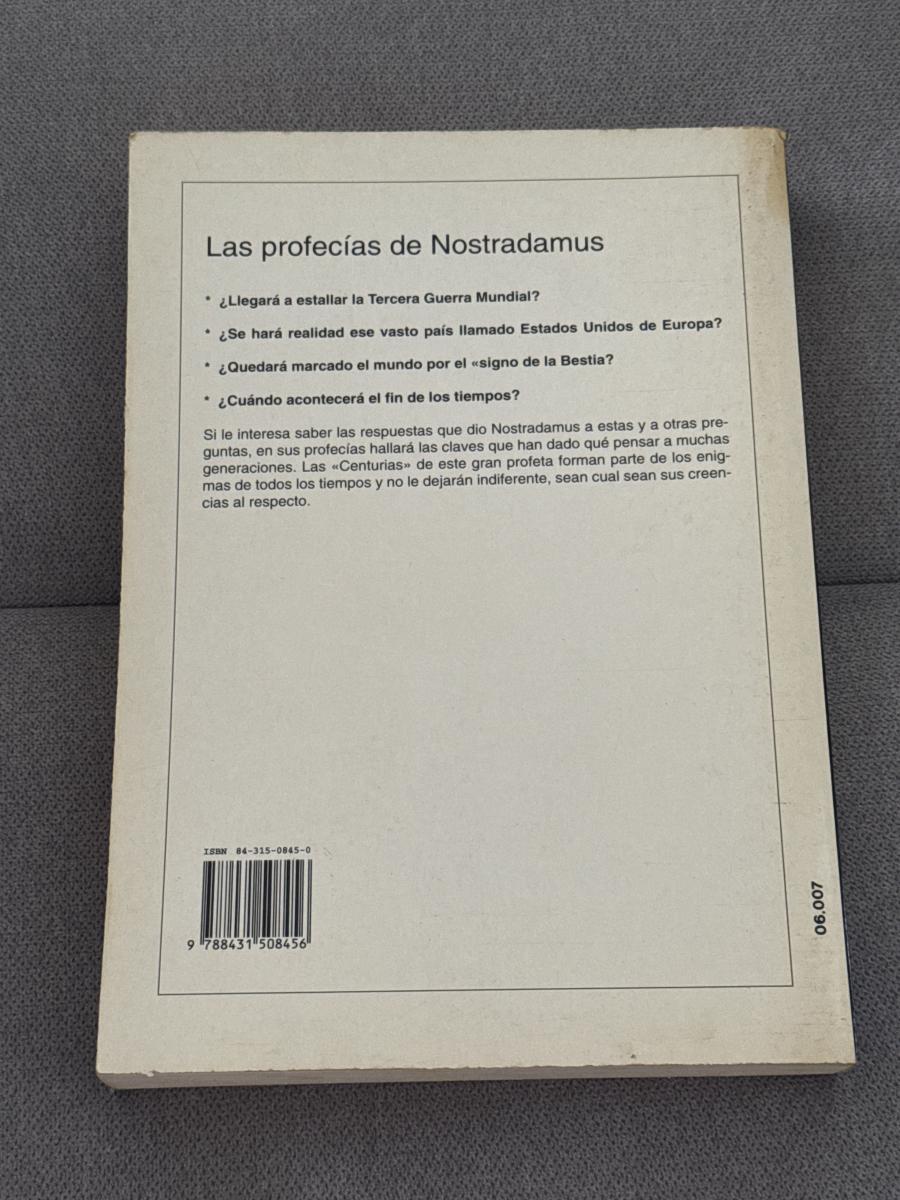 Las profecías de Nostradamus
* ¿Llegará a estallar la Tercera Guerra Mundial?
* ¿Se hará realidad ese vasto país llamado Estados Unidos de Europa?
* ¿Quedará marcado el mundo por el «signo de la Bestia?
* ¿Cuándo acontecerá el fin de los tiempos?
Si le interesa saber las respuestas que dio Nostradamus a estas y a otras pre-
guntas, en sus profecías hallará las claves que han dado qué pensar a muchas
generaciones. Las «Centurias» de este gran profeta forman parte de los enig-
mas de todos los tiempos y no le dejarán indiferente, sean cual sean sus creen-
cias al respecto.
ISBN 84-315-0845-0
9 788431 508456
06.007